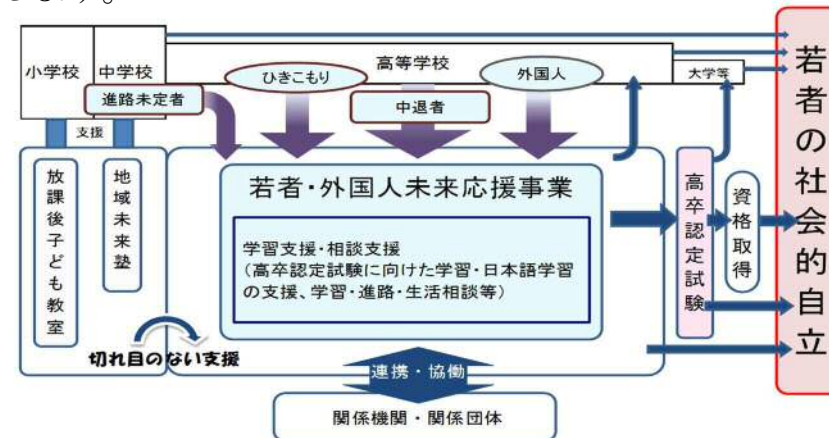 します。
小学校
中学校
高等学校
大学等
ひきこもり
外国人
進路未定者
中退者
支援
放課後子ども教室
地域未来塾
若者・外国人未来応援事業
学習支援・相談支援
(高卒認定試験に向けた学習・日本語学習
の支援、学習・進路・生活相談等)
高卒認定試験
資格取得
若者の社会的自立
切れ目のない支援
連携・協働
関係機関・関係団体